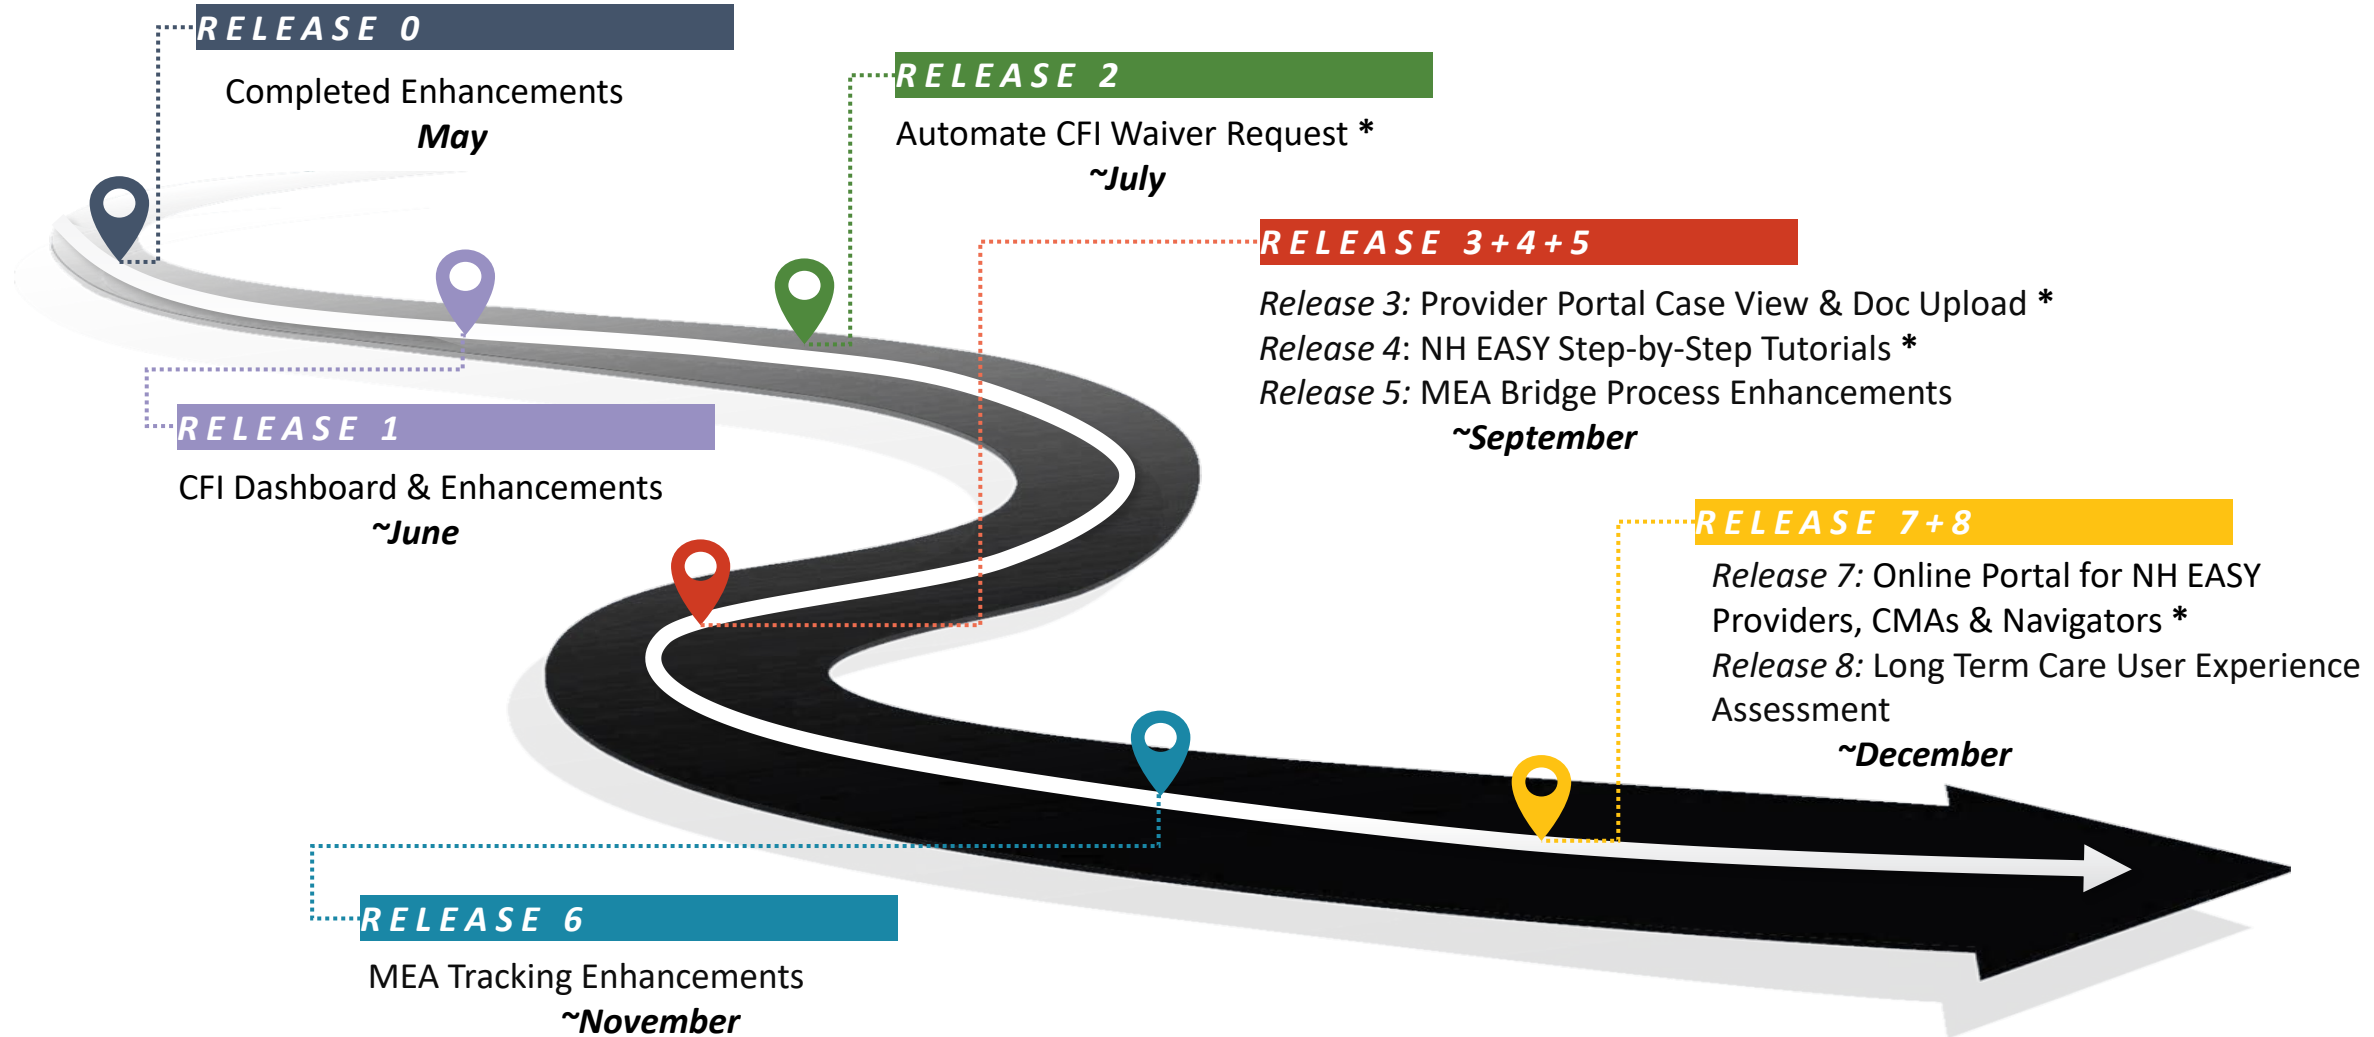 RELEASE 0
Completed Enhancements
May
RELEASE 2
Automate CFI Waiver Request *
~July
RELEASE 3+4+5
Release 3: Provider Portal Case View & Doc Upload *
Release 4: NH EASY Step-by-Step Tutorials *
Release 5: MEA Bridge Process Enhancements
~September
RELEASE 1
CFI Dashboard & Enhancements
~June
RELEASE 7+8
Release 7: Online Portal for NH EASY
Providers, CMAs & Navigators *
Release 8: Long Term Care User Experience
Assessment
~December
RELEASE 6
MEA Tracking Enhancements
~November